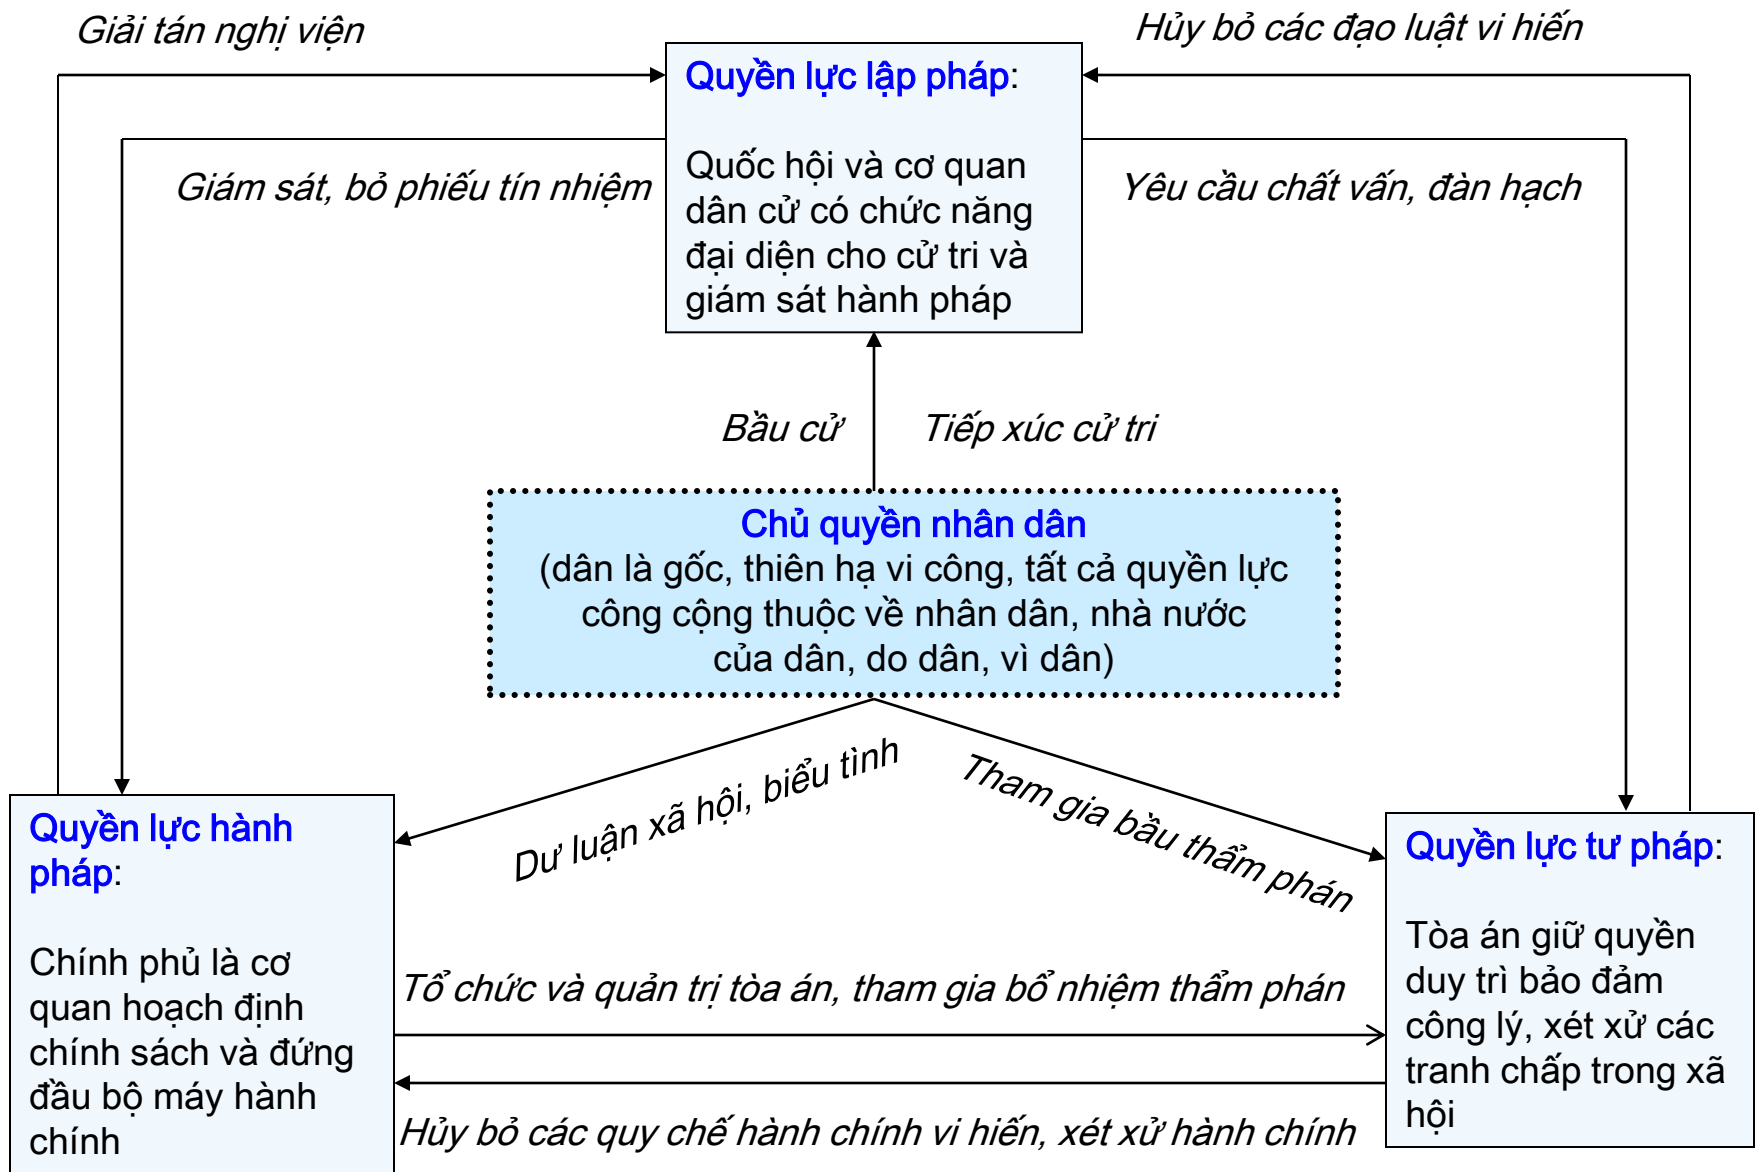 Giải tán nghị viện
Hủy bỏ các đạo luật vi hiến
Quyền lực lập pháp:
Quốc hội và cơ quan
dân cử có chức năng
đại diện cho cử tri và
giám sát hành pháp
Giám sát, bỏ phiếu tín nhiệm
Yêu cầu chất vấn, đàn hạch
Bầu cử
Tiếp xúc cử tri
Chủ quyền nhân dân
(dân là gốc, thiên hạ vi công, tất cả quyền lực
công cộng thuộc về nhân dân, nhà nước
của dân, do dân, vì dân)
Dư luận xã hội, biểu tình
Tham gia bầu thẩm phán
Quyền lực hành
pháp:
Chính phủ là cơ
quan hoạch định
chính sách và đứng
đầu bộ máy hành
chính
Tổ chức và quản trị tòa án, tham gia bổ nhiệm thẩm phán
Hủy bỏ các quy chế hành chính vi hiến, xét xử hành chính
Quyền lực tư pháp:
Tòa án giữ quyền
duy trì bảo đảm
công lý, xét xử các
tranh chấp trong xã
hội